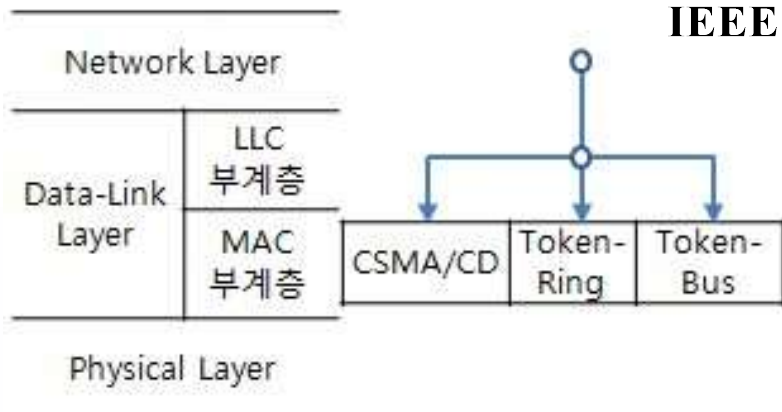 IEEE
Network Layer
Data-Link
Layer
LLC
부계층
MAC
부계층
CSMA/CD
Token-
Ring
Token-
Bus
Physical Layer